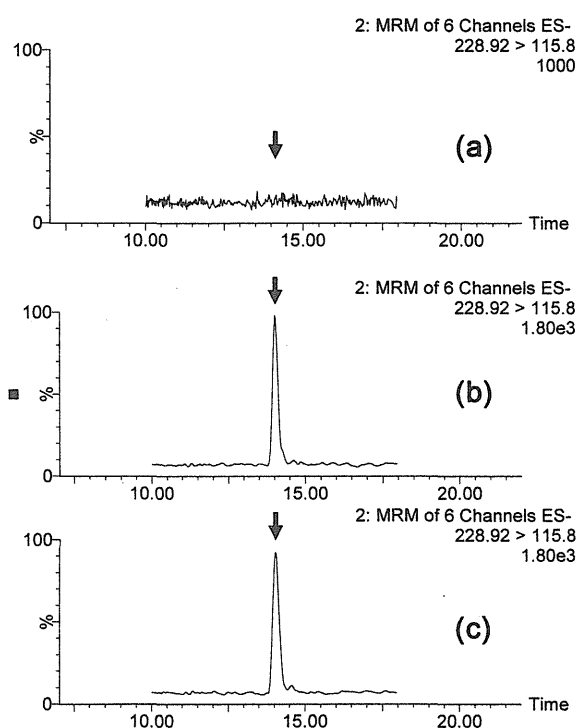 2: MRM of 6 Channels ES-
228.92 > 115.8
1000
100
%
(a)
0
Time
10.00 15.00 20.00
2: MRM of 6 Channels ES-
228.92 > 115.8
1.80e3
100
%
(b)
0
10.00 15.00 20.00
2: MRM of 6 Channels ES-
228.92 > 115.8
1.80e3
100
%
(c)
0
Time
10.00 15.00 20.00